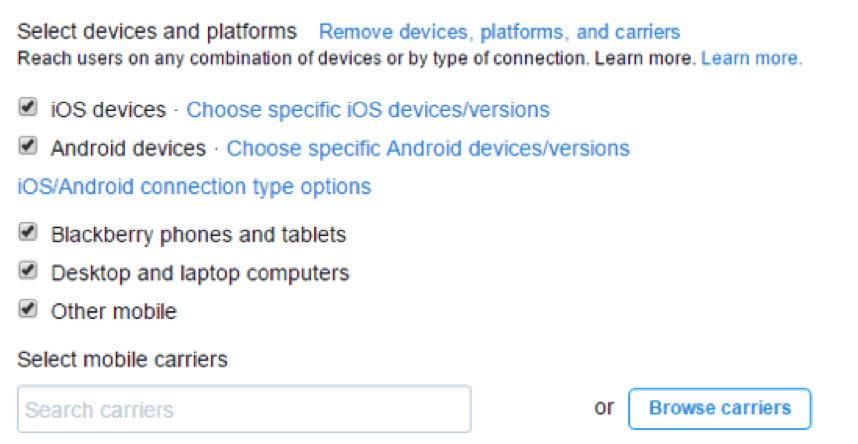 Select devices and platforms Remove devices, platforms, and carriers
Reach users on any combination of devices or by type of connection. Learn more. Learn more.
iOS devices · Choose specific iOS devices/versions
Android devices · Choose specific Android devices/versions
iOS/Android connection type options
Blackberry phones and tablets
Desktop and laptop computers
Other mobile
Select mobile carriers
Search carriers or Browse carriers